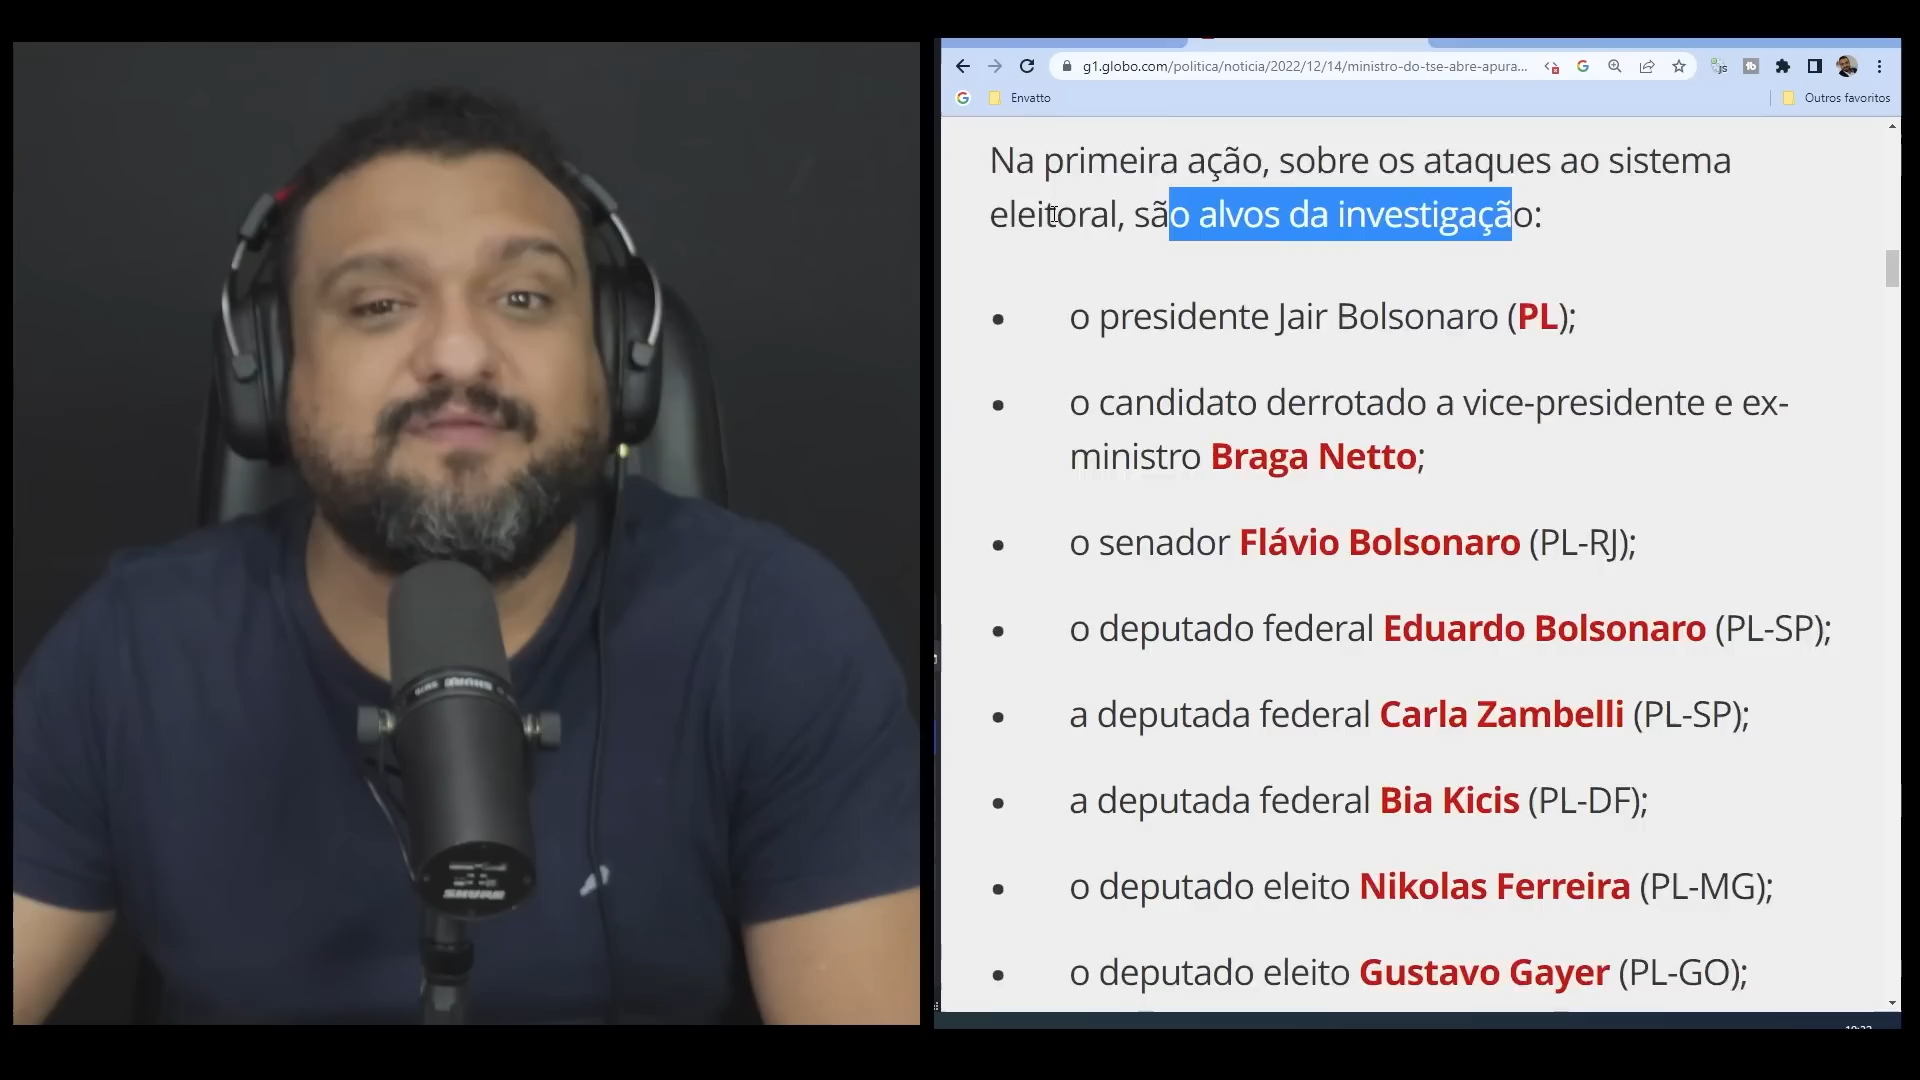 g1.globo.com/politica/noticia/2022/12/14/ministro-do-tse-abre-apura...
Envatto
Outros favoritos
Na primeira ação, sobre os ataques ao sistema
eleitoral, são alvos da investigação:
• o presidente Jair Bolsonaro (PL);
• o candidato derrotado a vice-presidente e ex-
ministro Braga Netto;
• o senador Flávio Bolsonaro (PL-RJ);
• o deputado federal Eduardo Bolsonaro (PL-SP);
• a deputada federal Carla Zambelli (PL-SP);
• a deputada federal Bia Kicis (PL-DF);
• o deputado eleito Nikolas Ferreira (PL-MG);
• o deputado eleito Gustavo Gayer (PL-GO);